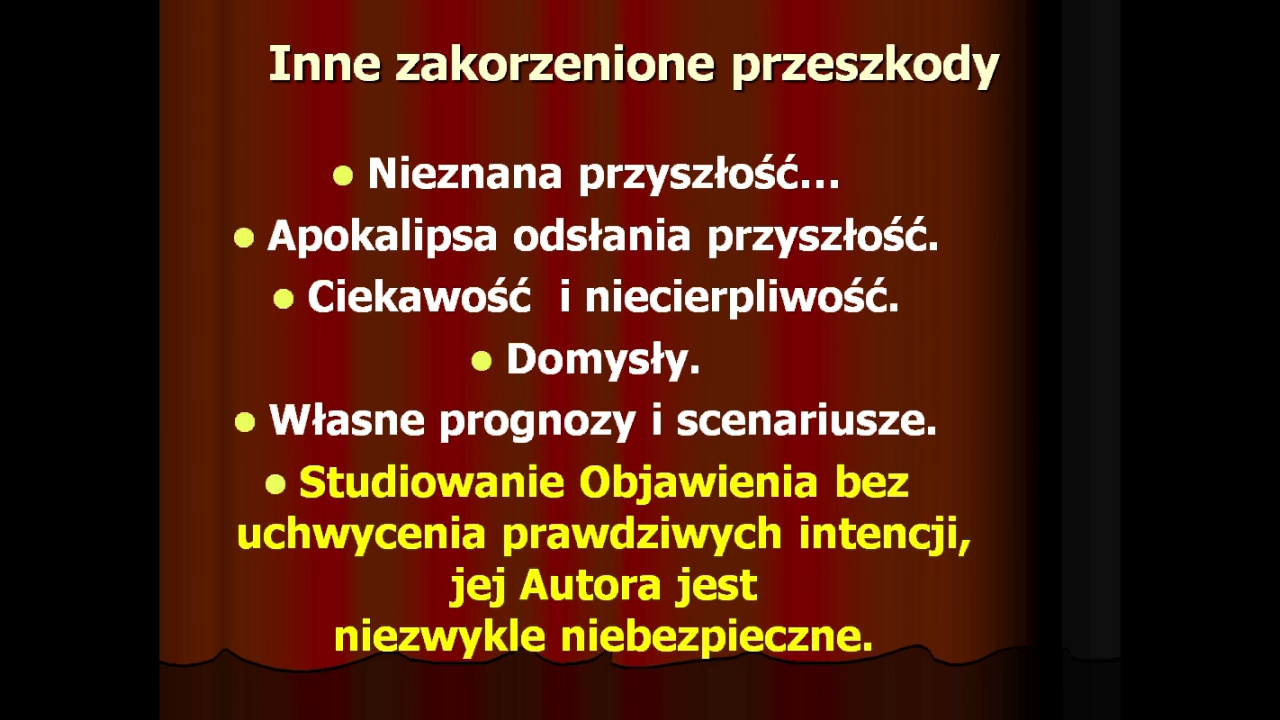 Inne zakorzenione przeszkody
● Nieznana przyszłość...
● Apokalipsa odsłania przyszłość.
● Ciekawość  i niecierpliwość.
● Domysły.
● Własne prognozy i scenariusze.
● Studiowanie Objawienia bez
uchwycenia prawdziwych intencji,
jej Autora jest
niezwykle niebezpieczne.